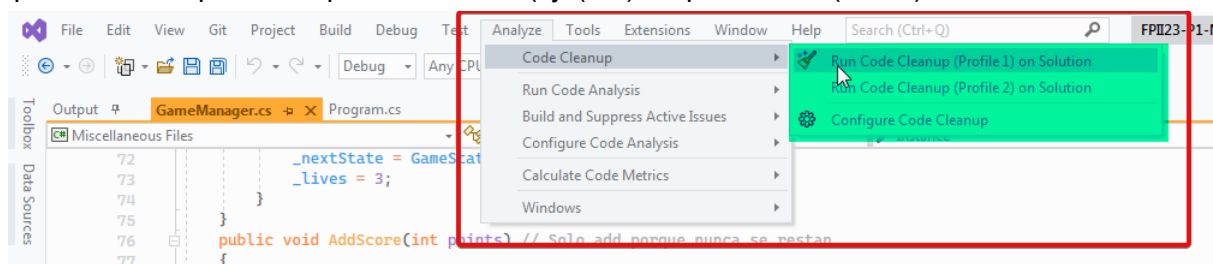 File Edit View Git Project Build Debug Test Analyze Tools Extensions Window Help Search (Ctrl+Q) FPII23-P1-
Debug Any CPU
Code Cleanup
Run Code Cleanup (Profile 1) on Solution
Run Code Cleanup (Profile 2) on Solution
Configure Code Cleanup
Run Code Analysis
Build and Suppress Active Issues
Configure Code Analysis
Calculate Code Metrics
Windows
Toolbox
Data Sources
Output GameManager.cs Program.cs
C# Miscellaneous Files
72 _nextState = GameStat
73 _lives = 3;
74 }
75 }
76 public void AddScore(int points) // Solo add porque nunca se restan
77 {